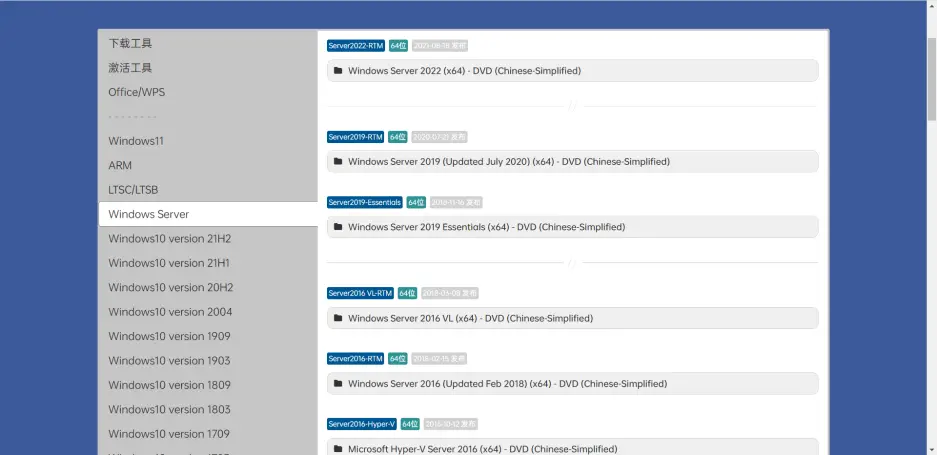 下载工具
激活工具
Office/WPS
- - - - - - - -
Windows11
ARM
LTSC/LTSB
Windows Server
Windows10 version 21H2
Windows10 version 21H1
Windows10 version 20H2
Windows10 version 2004
Windows10 version 1909
Windows10 version 1903
Windows10 version 1809
Windows10 version 1803
Windows10 version 1709
Server2022-RTM 64位 发布
Windows Server 2022 (x64) - DVD (Chinese-Simplified)
//
Server2019-RTM 64位 2020-07-21 发布
Windows Server 2019 (Updated July 2020) (x64) - DVD (Chinese-Simplified)
Server2019-Essentials 64位 2018-11-16 发布
Windows Server 2019 Essentials (x64) - DVD (Chinese-Simplified)
//
Server2016 VL-RTM 64位 发布
Windows Server 2016 VL (x64) - DVD (Chinese-Simplified)
Server2016-RTM 64位 2018-02-15 发布
Windows Server 2016 (Updated Feb 2018) (x64) - DVD (Chinese-Simplified)
Server2016-Hyper-V 64位 2016-10-12 发布
Microsoft Hyper-V Server 2016 (x64) - DVD (Chinese-Simplified)